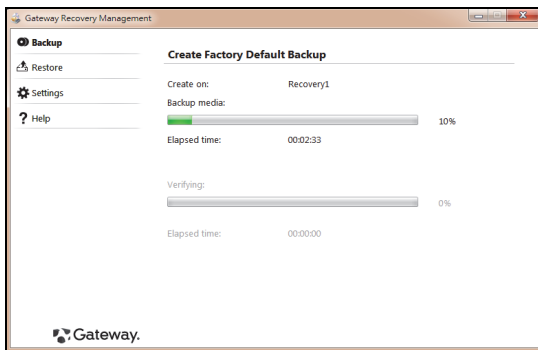 Gateway Recovery Management
Backup
Restore
Settings
Help
Create Factory Default Backup
Create on: Recovery1
Backup media:
10%
Elapsed time: 00:02:33
Verifying:
0%
Elapsed time: 00:00:00
Gateway.